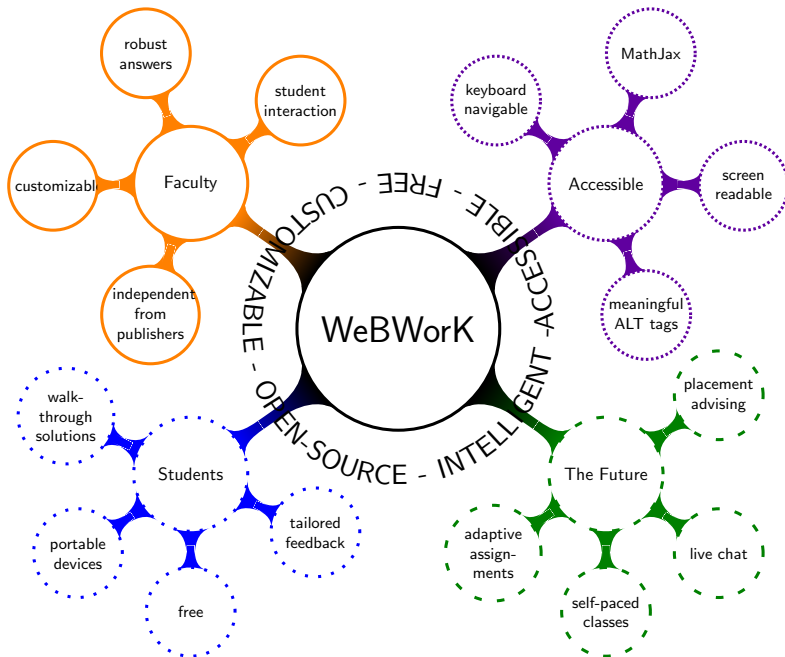 robust
answers
student
interaction
customizable
Faculty
independent from
publishers
MathJax
keyboard
navigable
Accessible
screen
readable
meaningful
ALT tags
WeBWorK
OPEN-SOURCE - INTELLIGENT - ACCESSIBLE - FREE - CUSTOMIZABLE -
walk-
through
solutions
Students
portable
devices
free
tailored
feedback
placement
advising
The Future
adaptive
assign-
ments
self-paced
classes
live chat